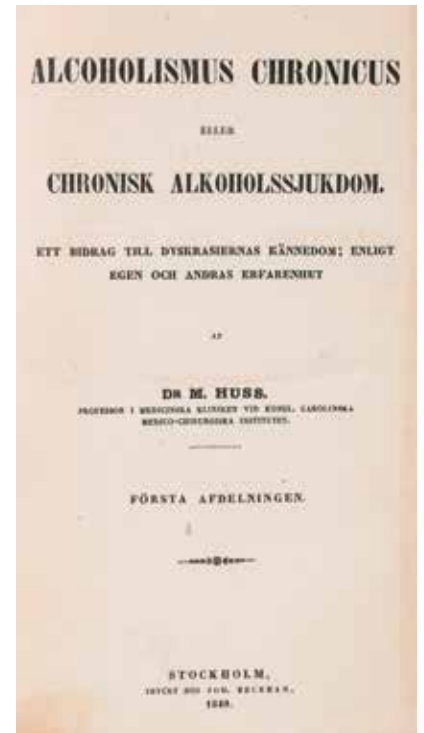 ALCOHOLISMUS CHRONICUS
ELLER
CHRONISK ALKOHOLSSJUKDOM.
ETT BIDRAG TILL DYSKRASIERNAS KÄNNEDOM; ENLIGT
EGEN OCH ANDRAS ERFARENHET
AF
DR M. HUSS.
PROFESSOR I MEDICINSKA KLINIKEN VID KONGL. CAROLINSKA
MEDICO-CHIRURGISKA INSTITUTET.
FÖRSTA AFDELNINGEN.
STOCKHOLM,
TRYCKT HOS JOH. BECKMAN,
1849.